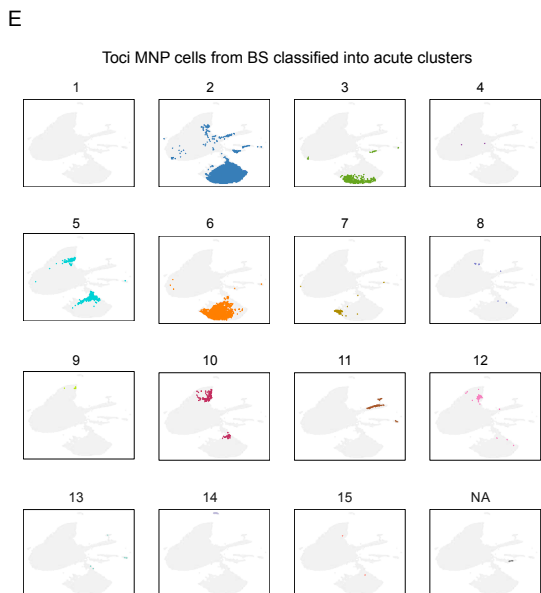 E
Toci MNP cells from BS classified into acute clusters
1 2 3 4
5 6 7 8
9 10 11 12
13 14 15 NA